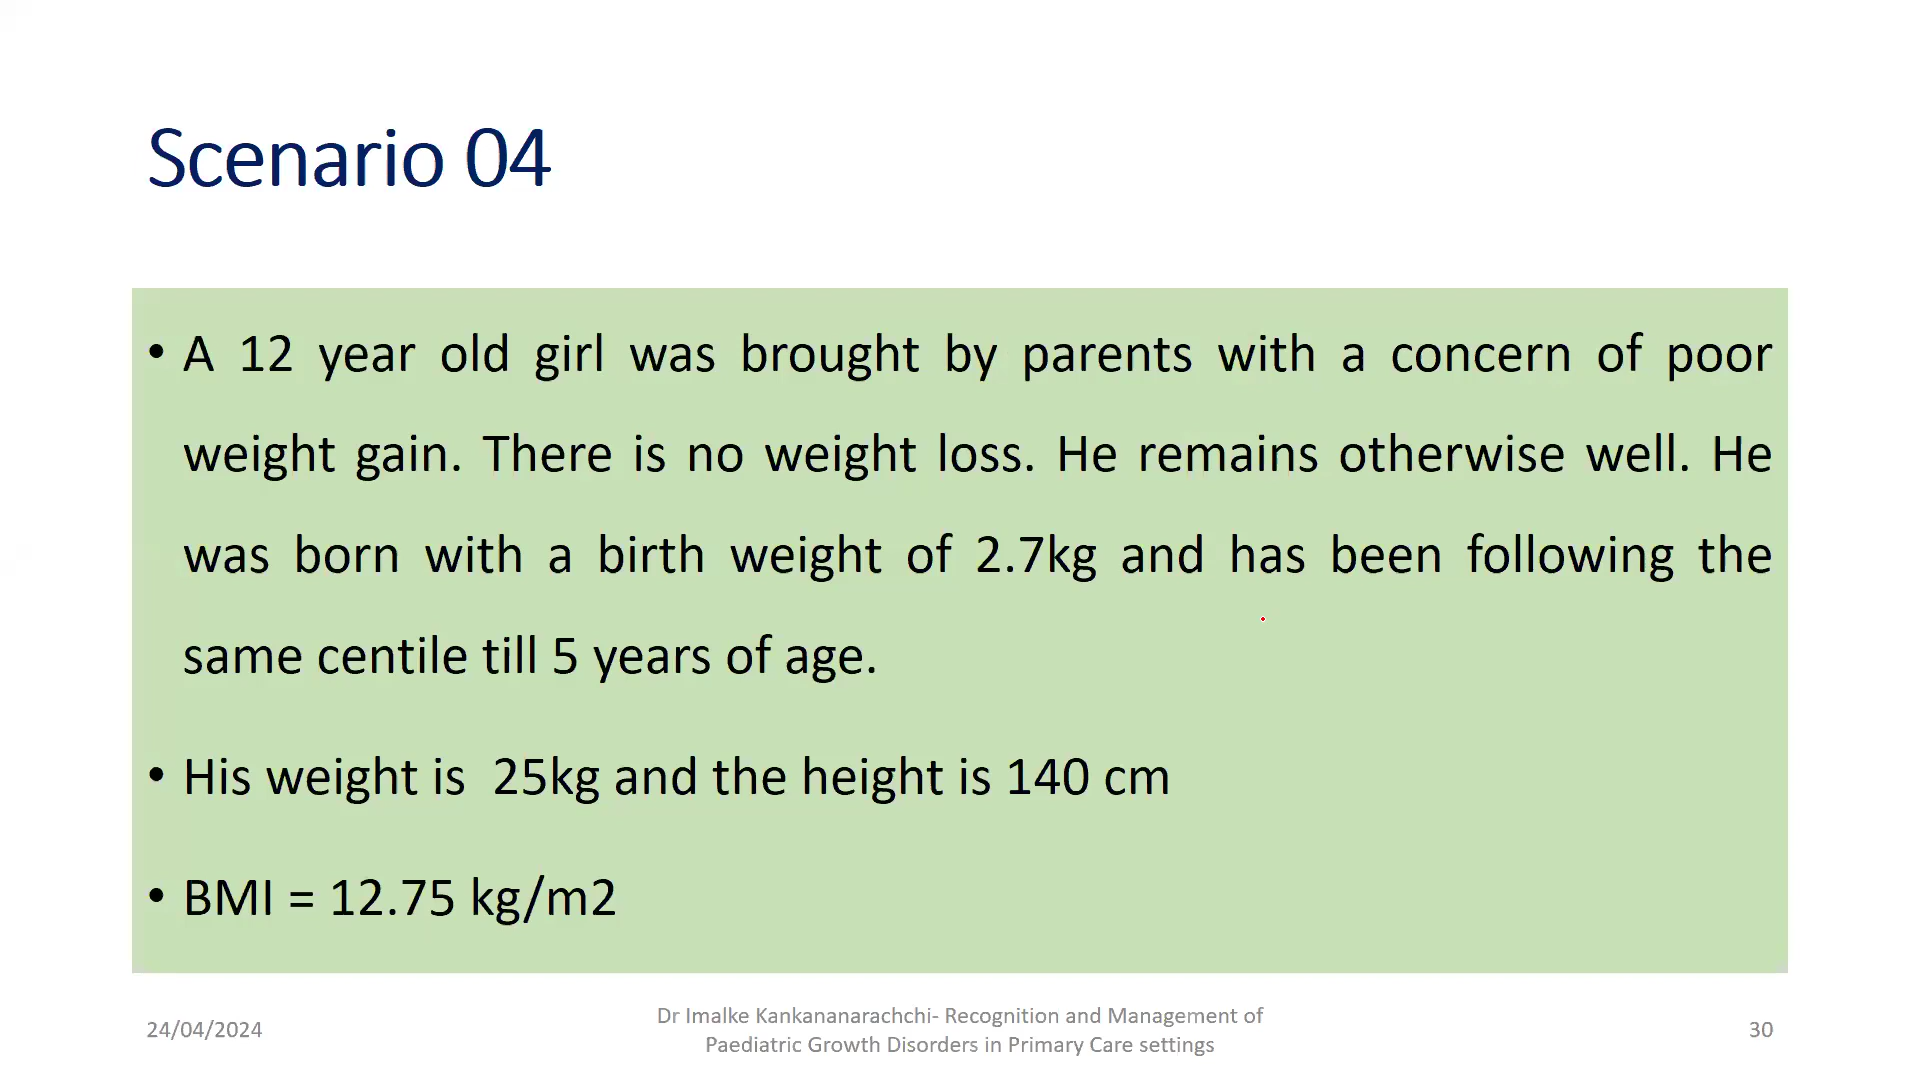 Scenario 04
• A 12 year old girl was brought by parents with a concern of poor
weight gain. There is no weight loss. He remains otherwise well. He
was born with a birth weight of 2.7kg and has been following the
same centile till 5 years of age.
• His weight is 25kg and the height is 140 cm
• BMI = 12.75 kg/m2
24/04/2024
Dr Imalke Kankananarachchi- Recognition and Management of
Paediatric Growth Disorders in Primary Care settings
30